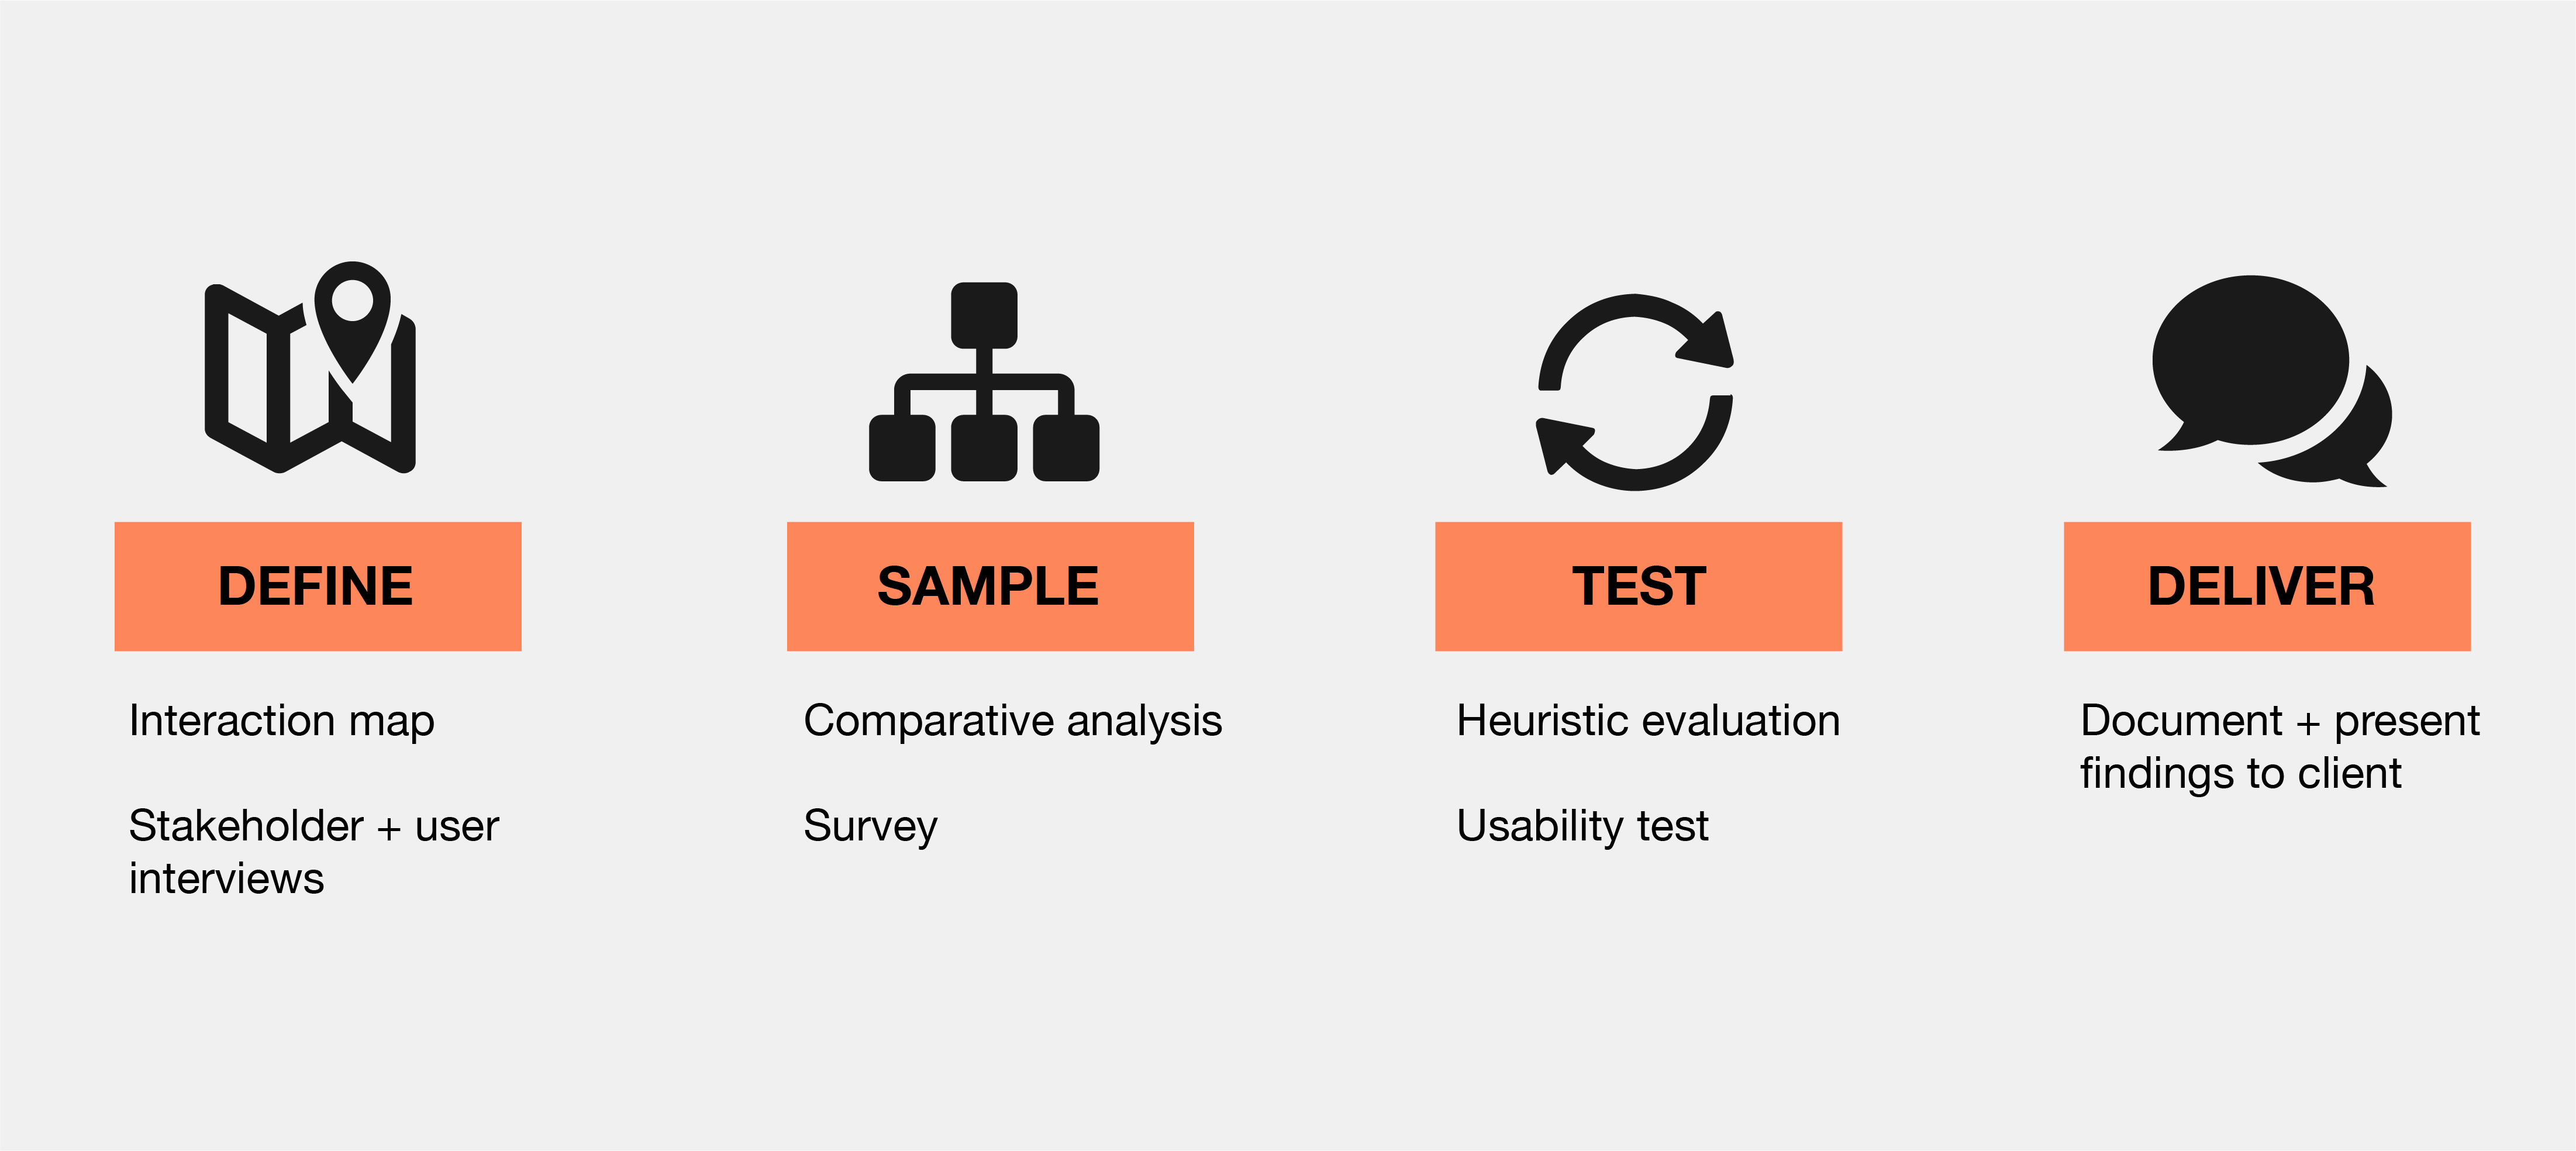 DEFINE
Interaction map
Stakeholder + user
interviews
SAMPLE
Comparative analysis
Survey
TEST
Heuristic evaluation
Usability test
DELIVER
Document + present
findings to client